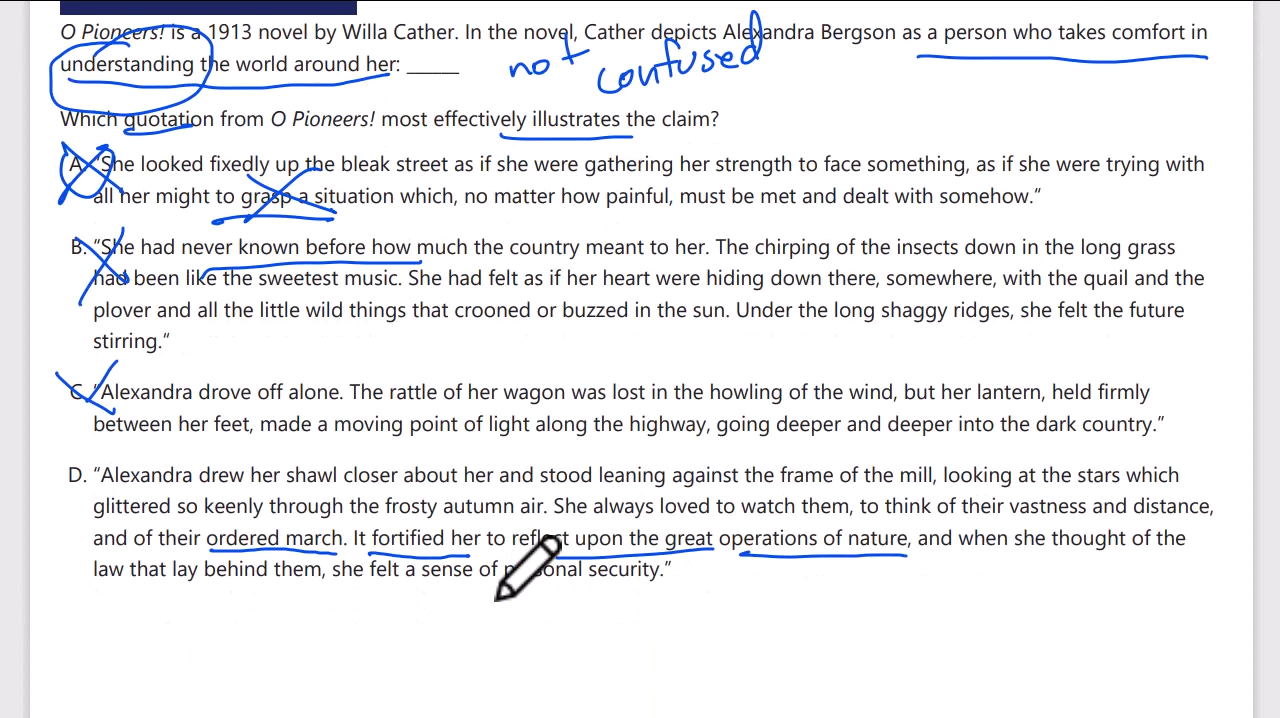 O Pioneers! is a 1913 novel by Willa Cather. In the novel, Cather depicts Alexandra Bergson as a person who takes comfort in
understanding the world around her: _____
not confused
Which quotation from O Pioneers! most effectively illustrates the claim?
A. "She looked fixedly up the bleak street as if she were gathering her strength to face something, as if she were trying with
all her might to grasp a situation which, no matter how painful, must be met and dealt with somehow."
B. "She had never known before how much the country meant to her. The chirping of the insects down in the long grass
had been like the sweetest music. She had felt as if her heart were hiding down there, somewhere, with the quail and the
plover and all the little wild things that crooned or buzzed in the sun. Under the long shaggy ridges, she felt the future
stirring."
C. "Alexandra drove off alone. The rattle of her wagon was lost in the howling of the wind, but her lantern, held firmly
between her feet, made a moving point of light along the highway, going deeper and deeper into the dark country."
D. "Alexandra drew her shawl closer about her and stood leaning against the frame of the mill, looking at the stars which
glittered so keenly through the frosty autumn air. She always loved to watch them, to think of their vastness and distance,
and of their ordered march. It fortified her to reflect upon the great operations of nature, and when she thought of the
law that lay behind them, she felt a sense of personal security."